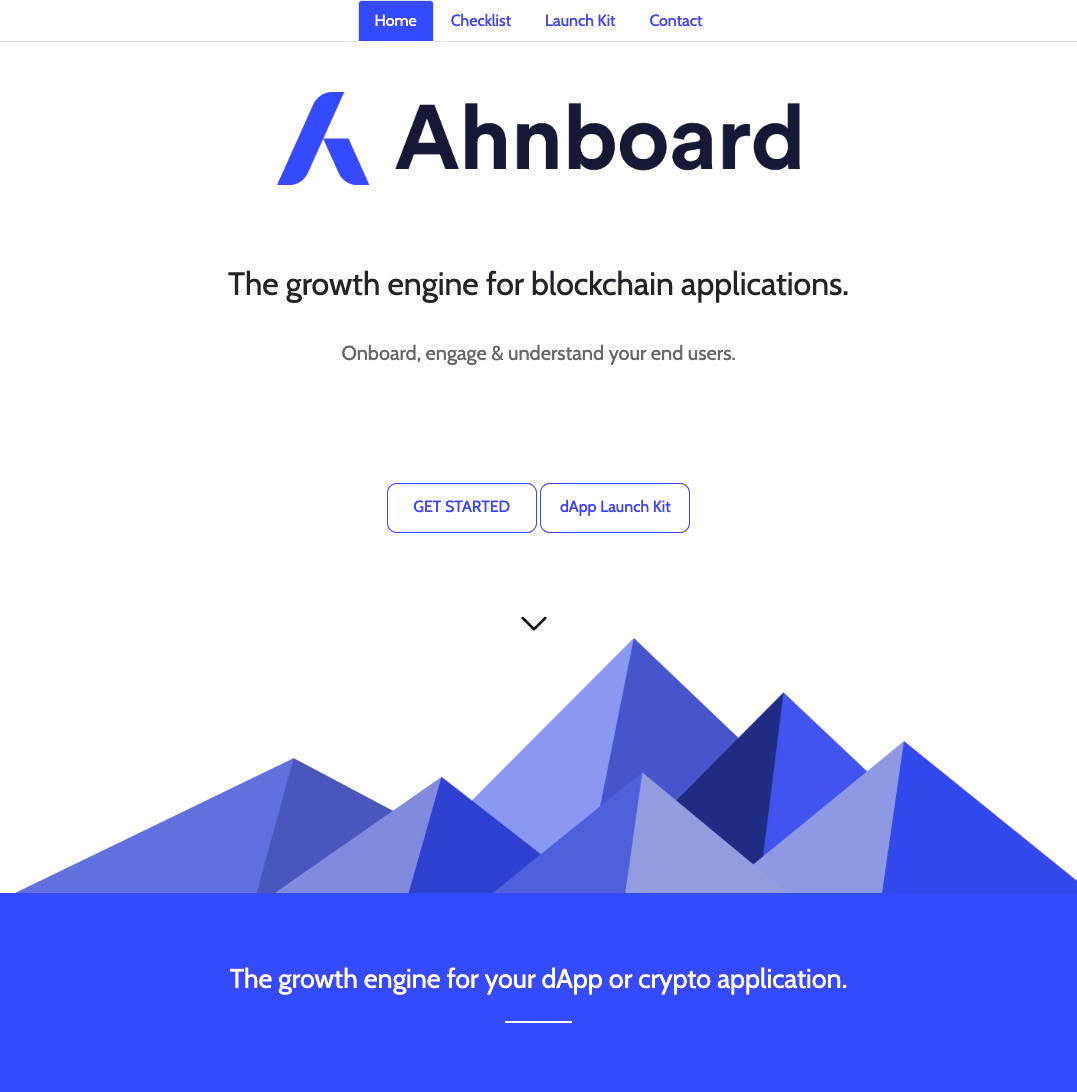 Home Checklist Launch Kit Contact
Ahnboard
The growth engine for blockchain applications.
Onboard, engage & understand your end users.
GET STARTED dApp Launch Kit
The growth engine for your dApp or crypto application.